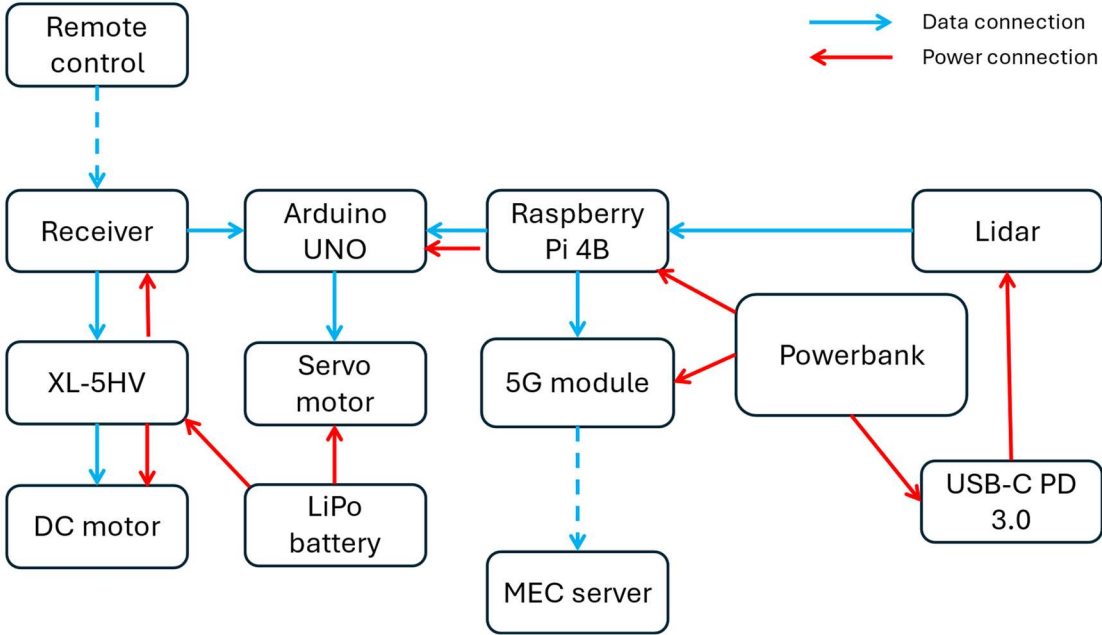 Remote
control
Data connection
Power connection
Receiver
Arduino
UNO
Raspberry
Pi 4B
Lidar
XL-5HV
Servo
motor
5G module
Powerbank
DC motor
LiPo
battery
USB-C PD
3.0
MEC server